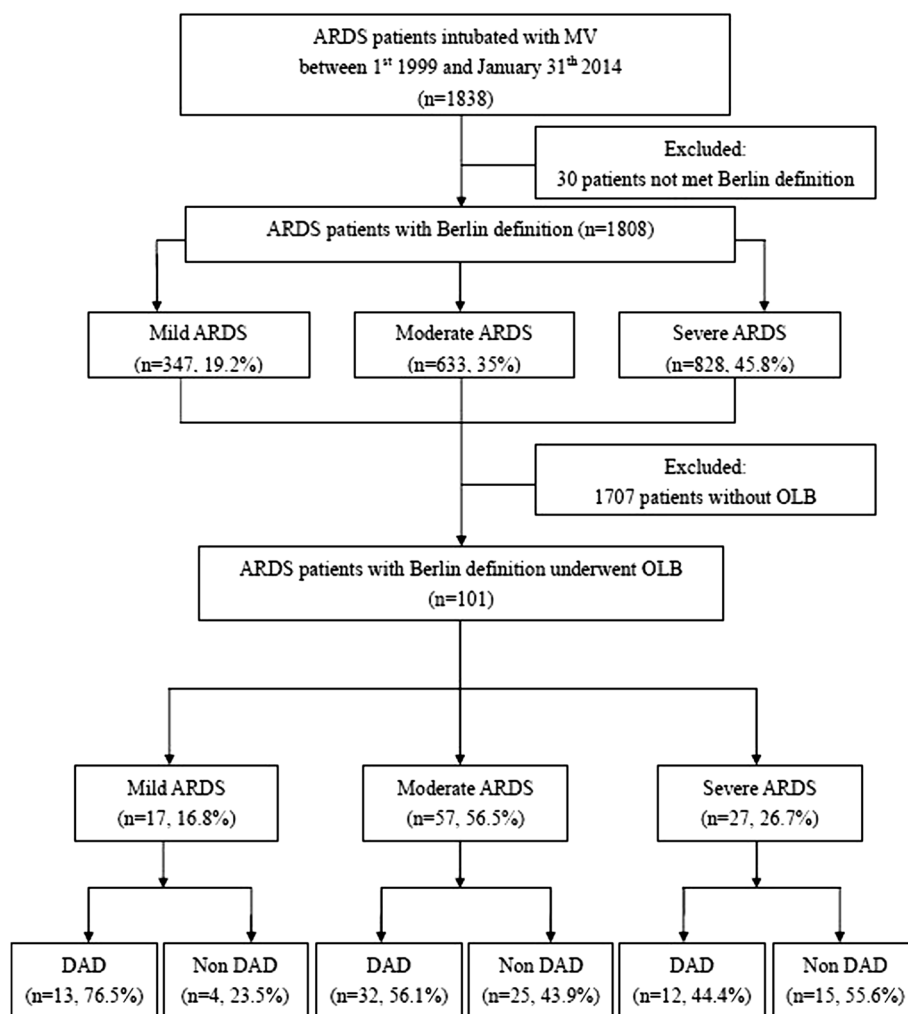 ARDS patients intubated with MV
between 1st 1999 and January 31th 2014
(n=1838)
Excluded:
30 patients not met Berlin definition
ARDS patients with Berlin definition (n=1808)
Mild ARDS
(n=347, 19.2%)
Moderate ARDS
(n=633, 35%)
Severe ARDS
(n=828, 45.8%)
Excluded:
1707 patients without OLB
ARDS patients with Berlin definition underwent OLB
(n=101)
Mild ARDS
(n=17, 16.8%)
Moderate ARDS
(n=57, 56.5%)
Severe ARDS
(n=27, 26.7%)
DAD
(n=13, 76.5%)
Non DAD
(n=4, 23.5%)
DAD
(n=32, 56.1%)
Non DAD
(n=25, 43.9%)
DAD
(n=12, 44.4%)
Non DAD
(n=15, 55.6%)